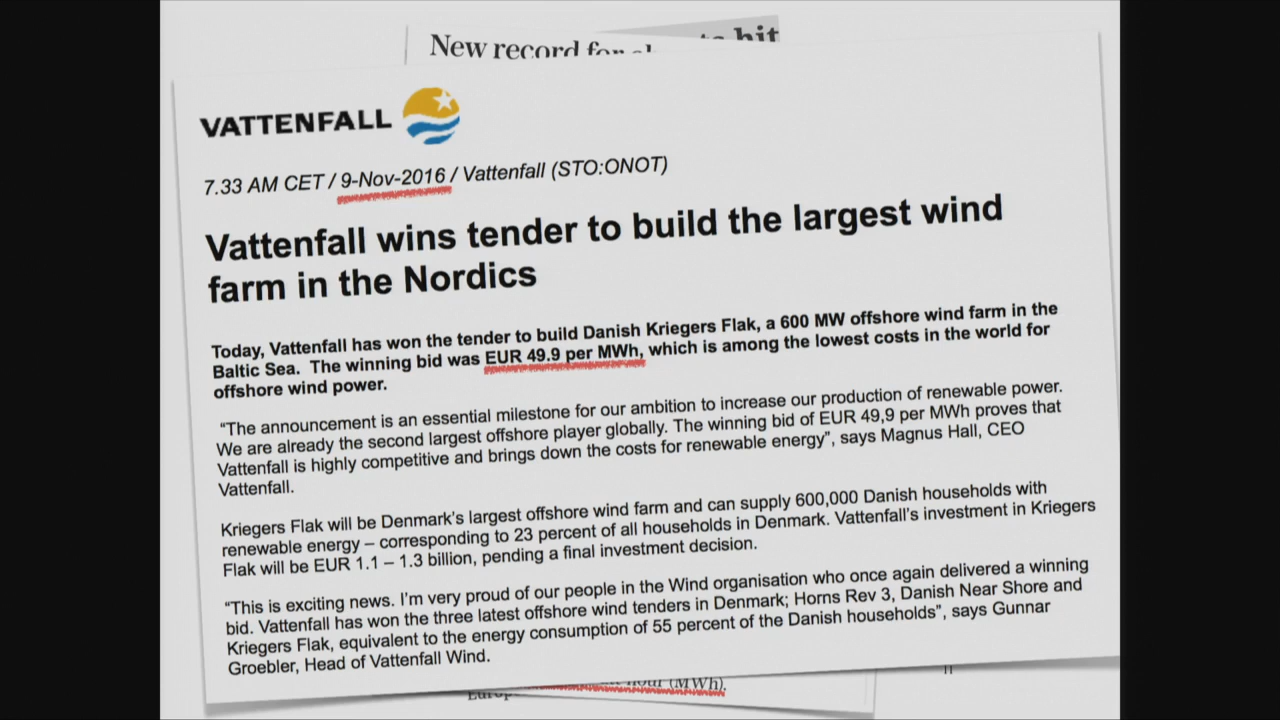 New record for
hit
VATTENFALL
7.33 AM CET / 9-Nov-2016 / Vattenfall (STO:ONOT)
Vattenfall wins tender to build the largest wind
farm in the Nordics
Today, Vattenfall has won the tender to build Danish Kriegers Flak, a 600 MW offshore wind farm in the
Baltic Sea.  The winning bid was EUR 49.9 per MWh, which is among the lowest costs in the world for
offshore wind power.
“The announcement is an essential milestone for our ambition to increase our production of renewable power.
We are already the second largest offshore player globally. The winning bid of EUR 49,9 per MWh proves that
Vattenfall is highly competitive and brings down the costs for renewable energy”, says Magnus Hall, CEO
Vattenfall.
Kriegers Flak will be Denmark’s largest offshore wind farm and can supply 600,000 Danish households with
renewable energy – corresponding to 23 percent of all households in Denmark. Vattenfall’s investment in Kriegers
Flak will be EUR 1.1 – 1.3 billion, pending a final investment decision.
“This is exciting news. I’m very proud of our people in the Wind organisation who once again delivered a winning
bid. Vattenfall has won the three latest offshore wind tenders in Denmark; Horns Rev 3, Danish Near Shore and
Kriegers Flak, equivalent to the energy consumption of 55 percent of the Danish households”, says Gunnar
Groebler, Head of Vattenfall Wind.
hour (MWh).